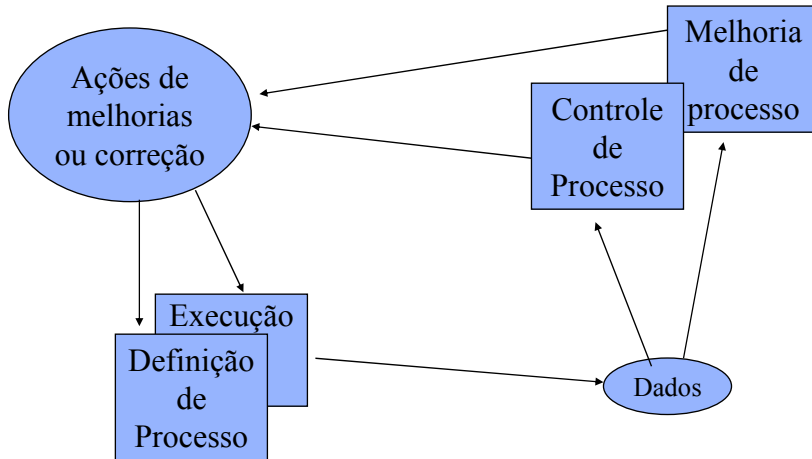 Ações de
melhorias
ou correção
Melhoria
de
processo
Controle
de
Processo
Execução
Definição
de
Processo
Dados